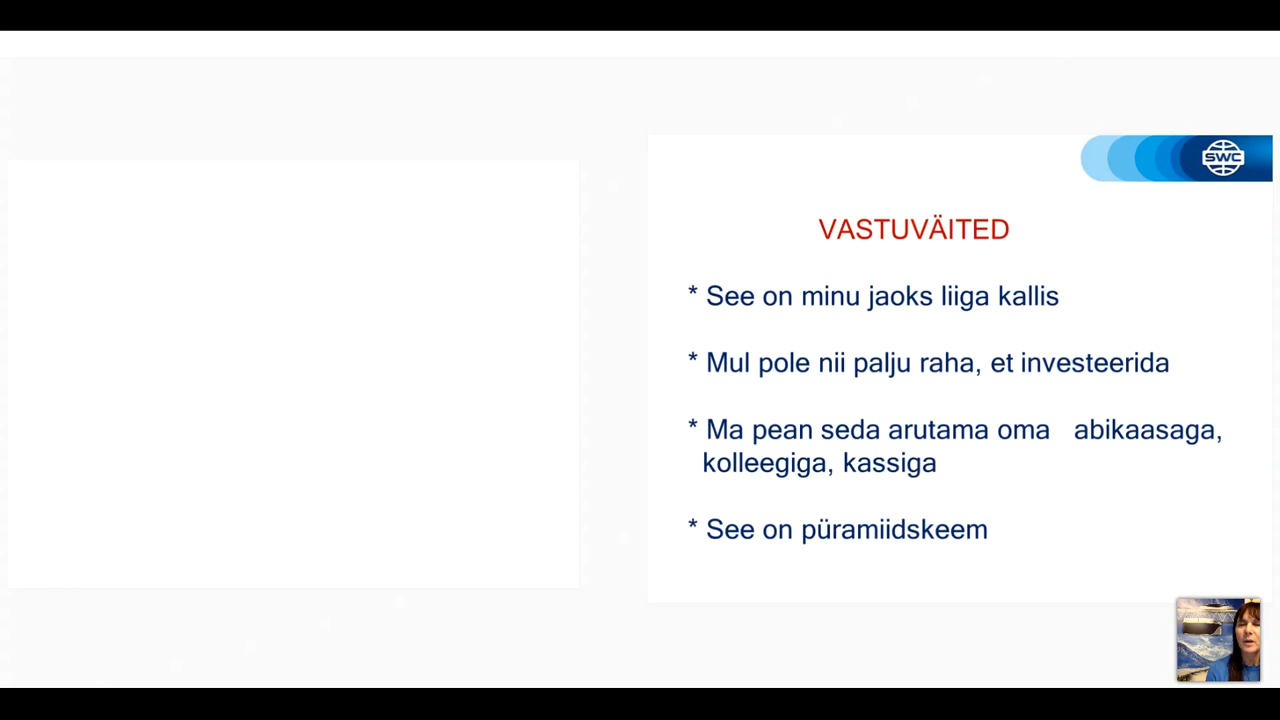 SWC
VASTUVÄITED
* See on minu jaoks liiga kallis
* Mul pole nii palju raha, et investeerida
* Ma pean seda arutama oma abikaasaga,
kolleegiga, kassiga
* See on püramiidskeem